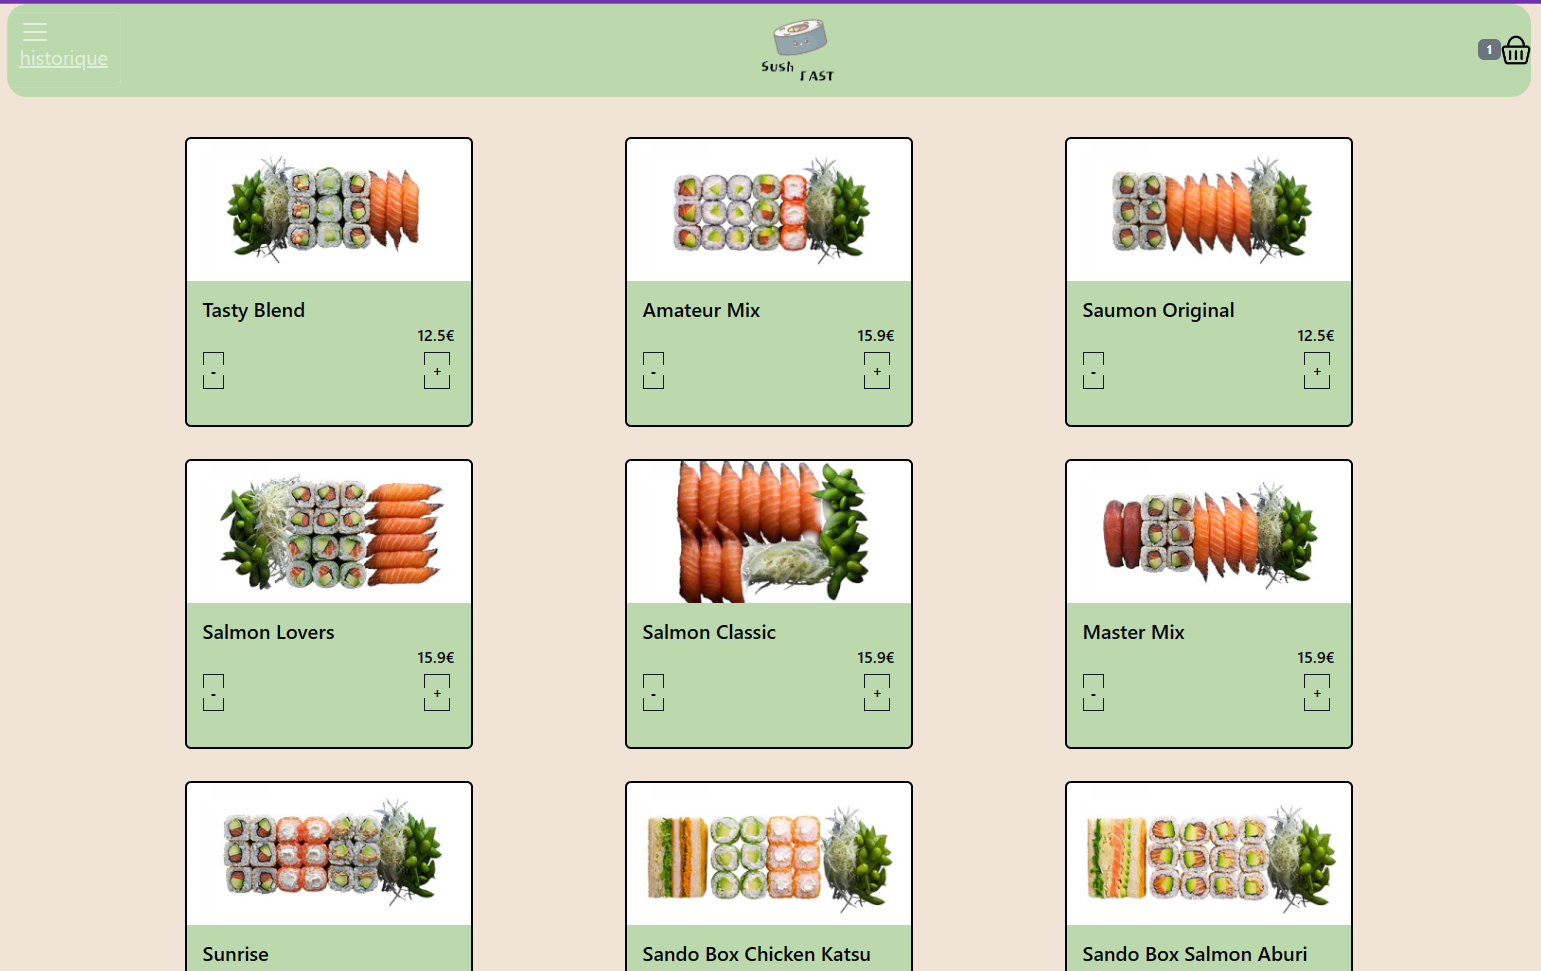 historique
Sush
FAST
1
Tasty Blend
12.5€
-
+
Amateur Mix
15.9€
-
+
Saumon Original
12.5€
-
+
Salmon Lovers
15.9€
-
+
Salmon Classic
15.9€
-
+
Master Mix
15.9€
-
+
Sunrise
Sando Box Chicken Katsu
Sando Box Salmon Aburi